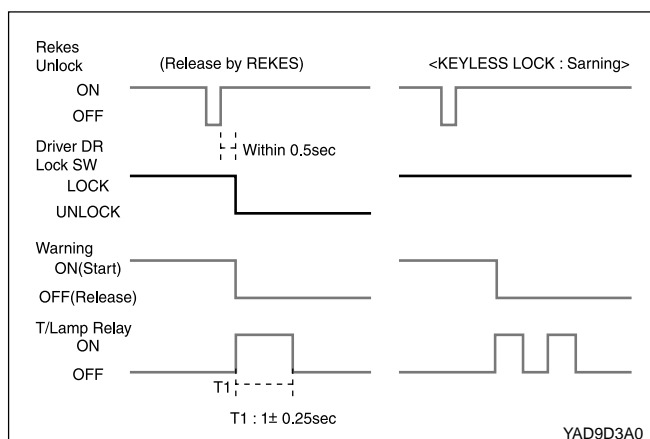 Rekes
Unlock
(Release by REKES)
<KEYLESS LOCK : Sarning>
ON
OFF
Driver DR
Lock SW
Within 0.5sec
LOCK
UNLOCK
Warning
ON(Start)
OFF(Release)
T/Lamp Relay
ON
OFF
T1
T1 : 1± 0.25sec
YAD9D3A0